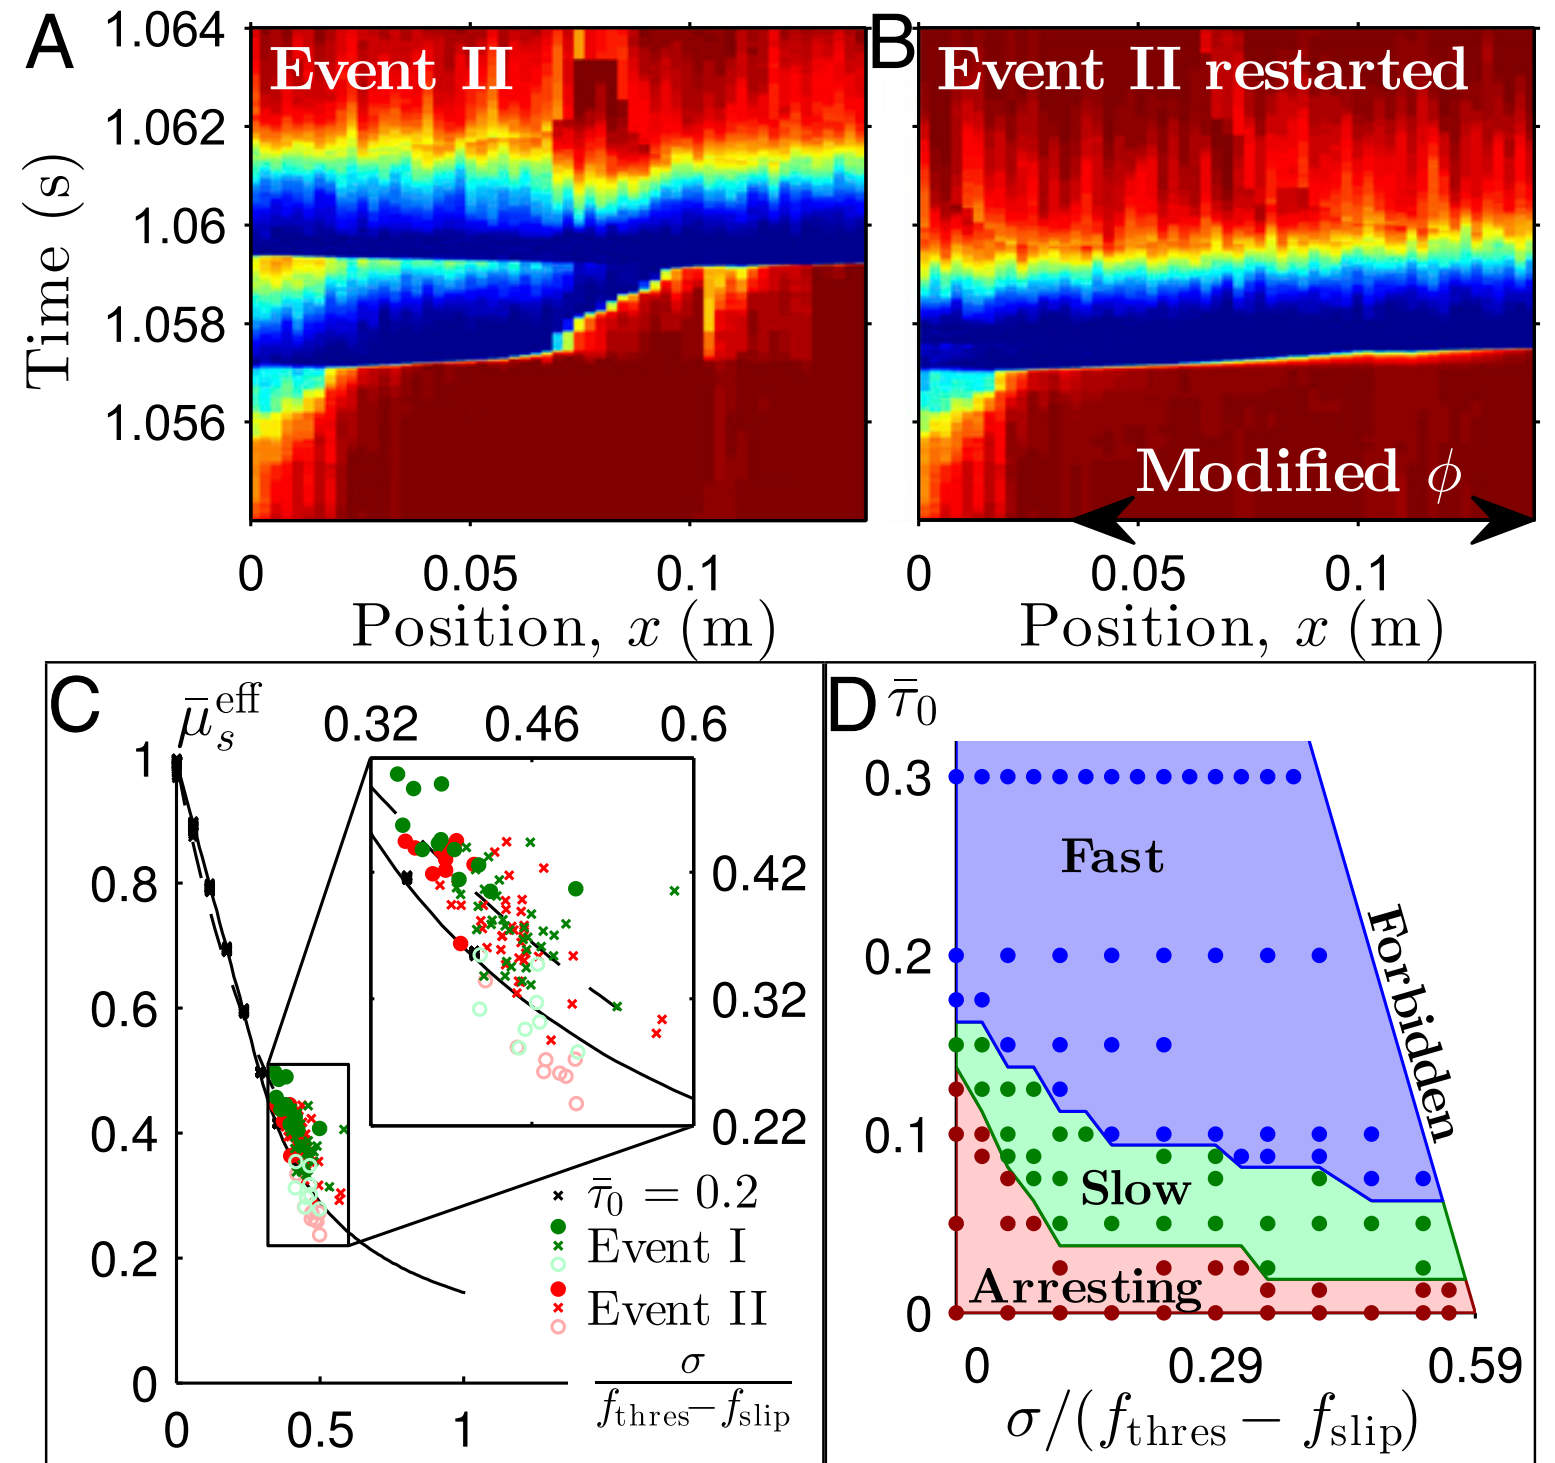 A
B
1.064
1.062
1.06
1.058
1.056
Time (s)
Event II
Event II restarted
Modified ϕ
0 0.05 0.1
0 0.05 0.1
Position, x (m)
Position, x (m)
C
μ̄ₛᵉᶠᶠ
0.32 0.46 0.6
1
0.8
0.6
0.4
0.2
0
0.42
0.32
0.22
τ̄₀ = 0.2
Event I
Event II
σ
f_thres − f_slip
0 0.5 1
D
τ̄₀
0.3
0.2
0.1
0
Fast
Slow
Arresting
Forbidden
0 0.29 0.59
σ/(f_thres − f_slip)